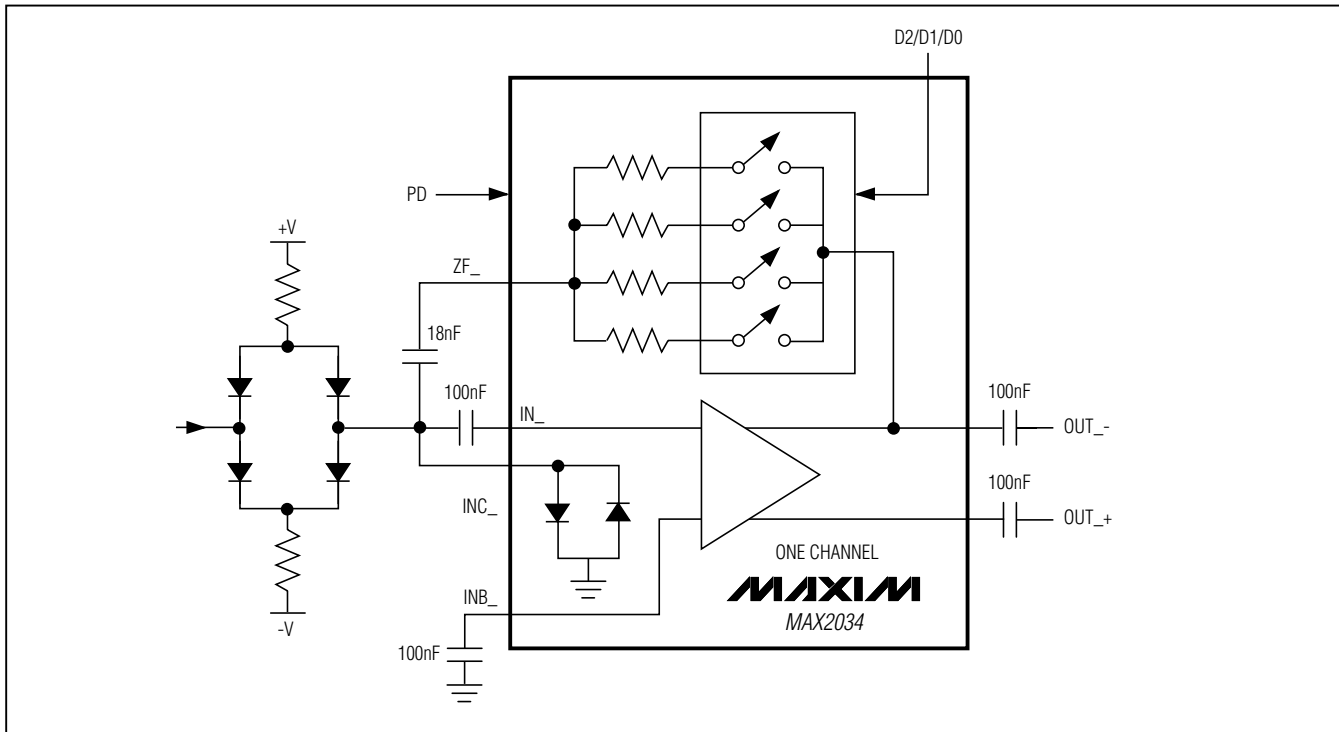 D2/D1/D0
PD
+V
ZF_
18nF
100nF
IN_
100nF
OUT_-
INC_
100nF
OUT_+
ONE CHANNEL
MAXIM
MAX2034
INB_
-V
100nF